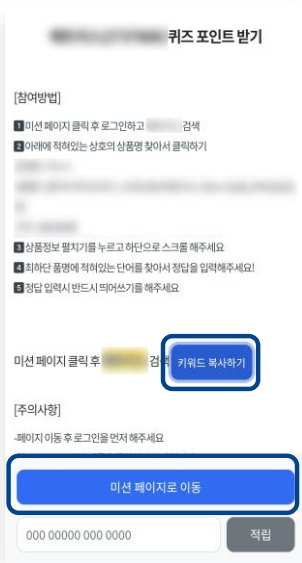 퀴즈 포인트 받기
[참여방법]
1 미션 페이지 클릭 후 로그인하고 검색
2 아래에 적혀있는 상호의 상품명 찾아서 클릭하기
3 상품정보 펼치기를 누르고 하단으로 스크롤 해주세요
4 최하단 품명에 적혀있는 단어를 찾아서 정답을 입력해주세요!
5 정답 입력시 반드시 띄어쓰기를 해주세요
미션 페이지 클릭 후 검색 키워드 복사하기
[주의사항]
-페이지 이동 후 로그인을 먼저 해주세요
미션 페이지로 이동
000 00000 000 0000 적립